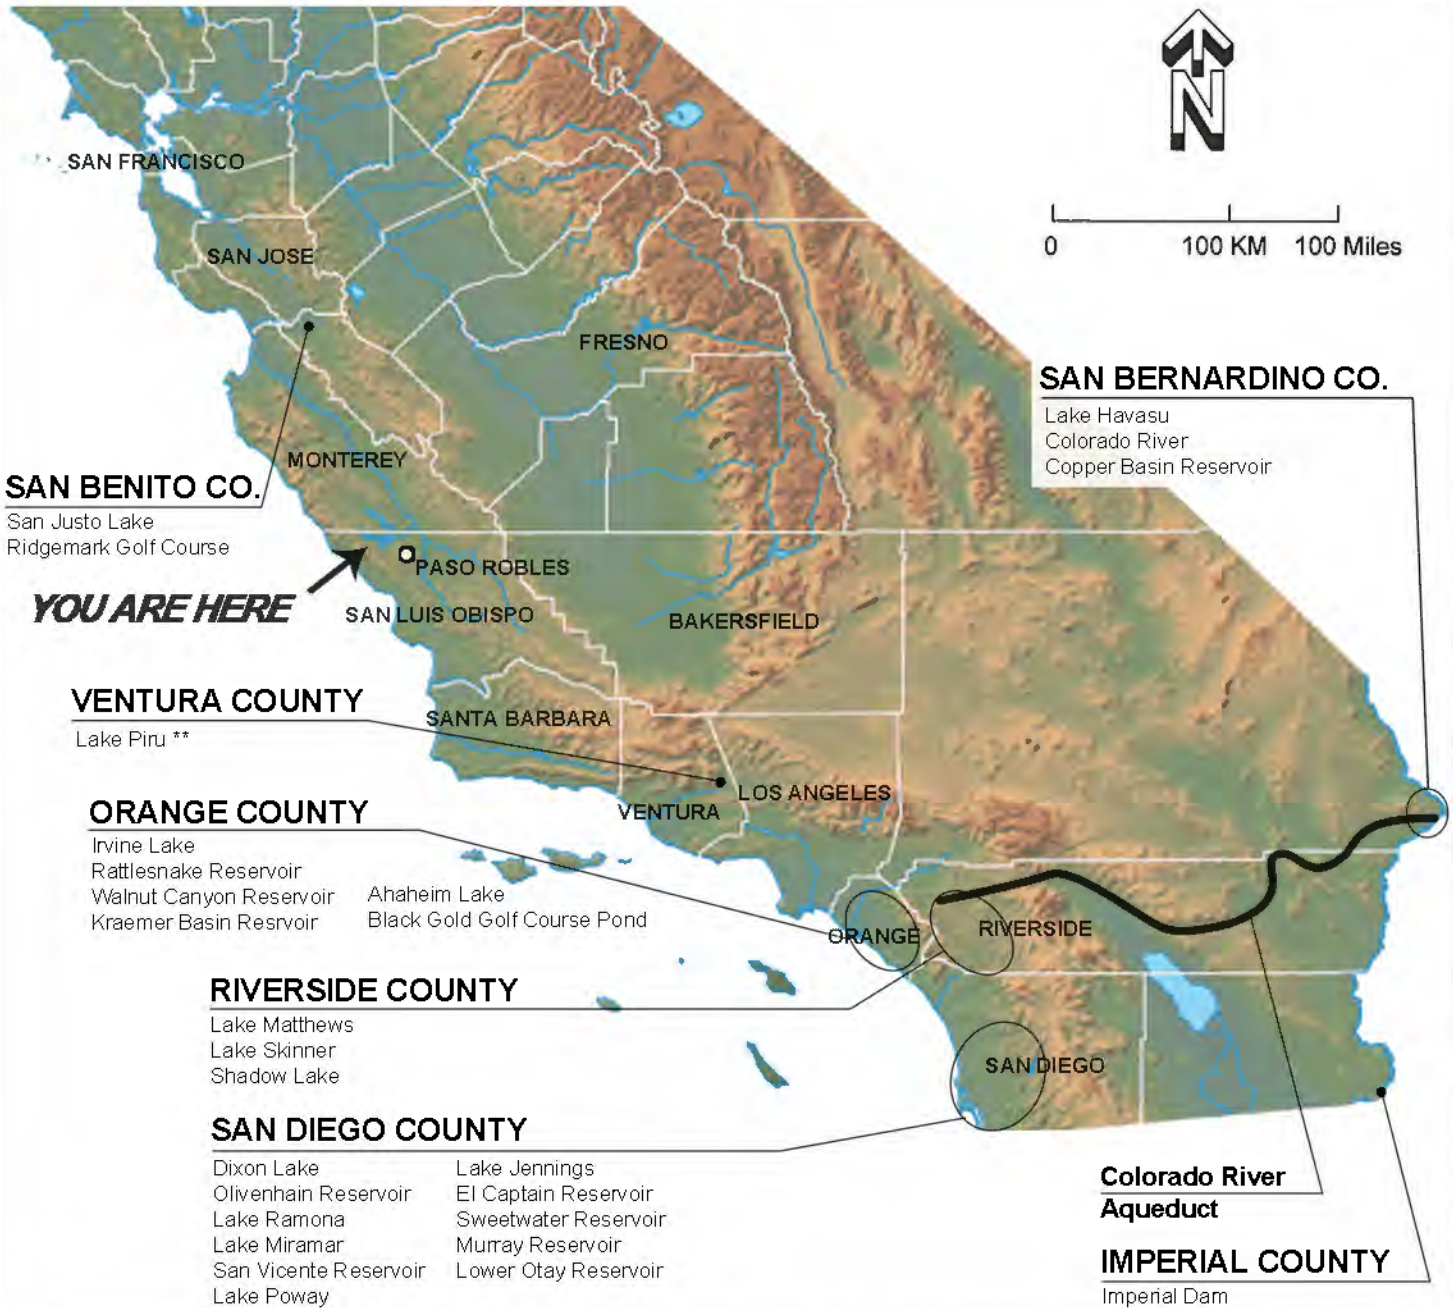 N
0 100 KM 100 Miles
SAN FRANCISCO
SAN JOSE
FRESNO
MONTEREY
PASO ROBLES
SAN LUIS OBISPO
BAKERSFIELD
SANTA BARBARA
VENTURA
LOS ANGELES
ORANGE
RIVERSIDE
SAN DIEGO
SAN BERNARDINO CO.
Lake Havasu
Colorado River
Copper Basin Reservoir
SAN BENITO CO.
San Justo Lake
Ridgemark Golf Course
YOU ARE HERE
VENTURA COUNTY
Lake Piru **
ORANGE COUNTY
Irvine Lake
Rattlesnake Reservoir
Walnut Canyon Reservoir
Kraemer Basin Resrvoir
Ahaheim Lake
Black Gold Golf Course Pond
RIVERSIDE COUNTY
Lake Matthews
Lake Skinner
Shadow Lake
SAN DIEGO COUNTY
Dixon Lake
Olivenhain Reservoir
Lake Ramona
Lake Miramar
San Vicente Reservoir
Lake Poway
Lake Jennings
El Captain Reservoir
Sweetwater Reservoir
Murray Reservoir
Lower Otay Reservoir
Colorado River
Aqueduct
IMPERIAL COUNTY
Imperial Dam